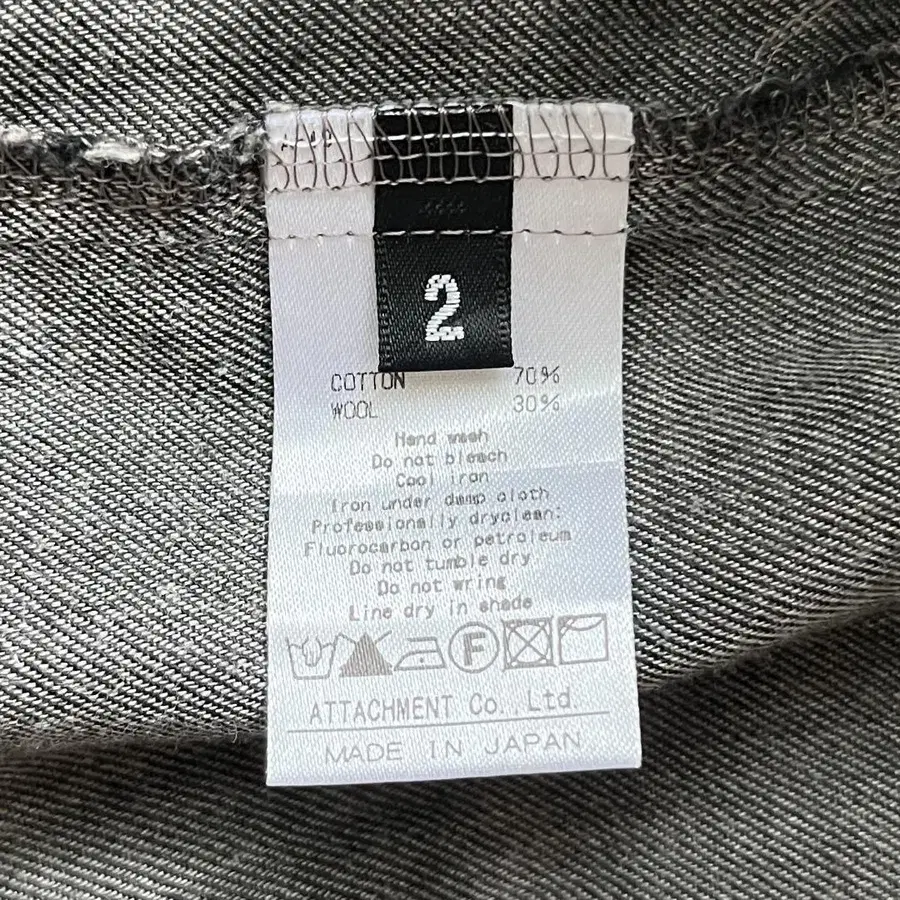 2
COTTON 70%
WOOL 30%
Hand wash
Do not bleach
Cool iron
Iron under damp cloth
Professionally dryclean:
Fluorocarbon or petroleum
Do not tumble dry
Do not wring
Line dry in shade
F
ATTACHMENT Co.,Ltd.
MADE IN JAPAN